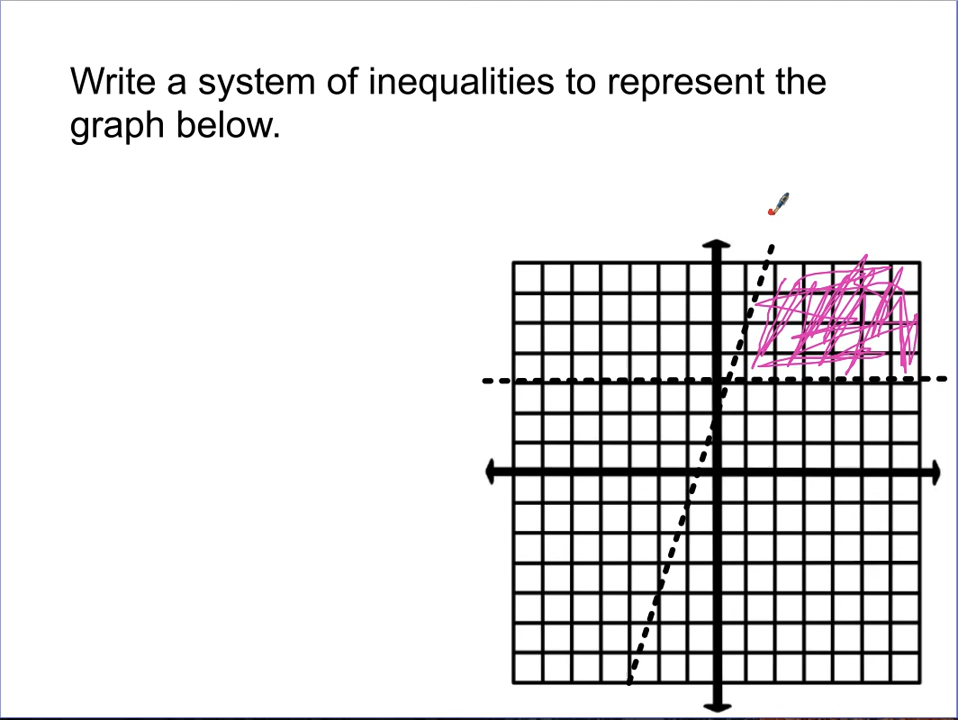 Write a system of inequalities to represent the
graph below.